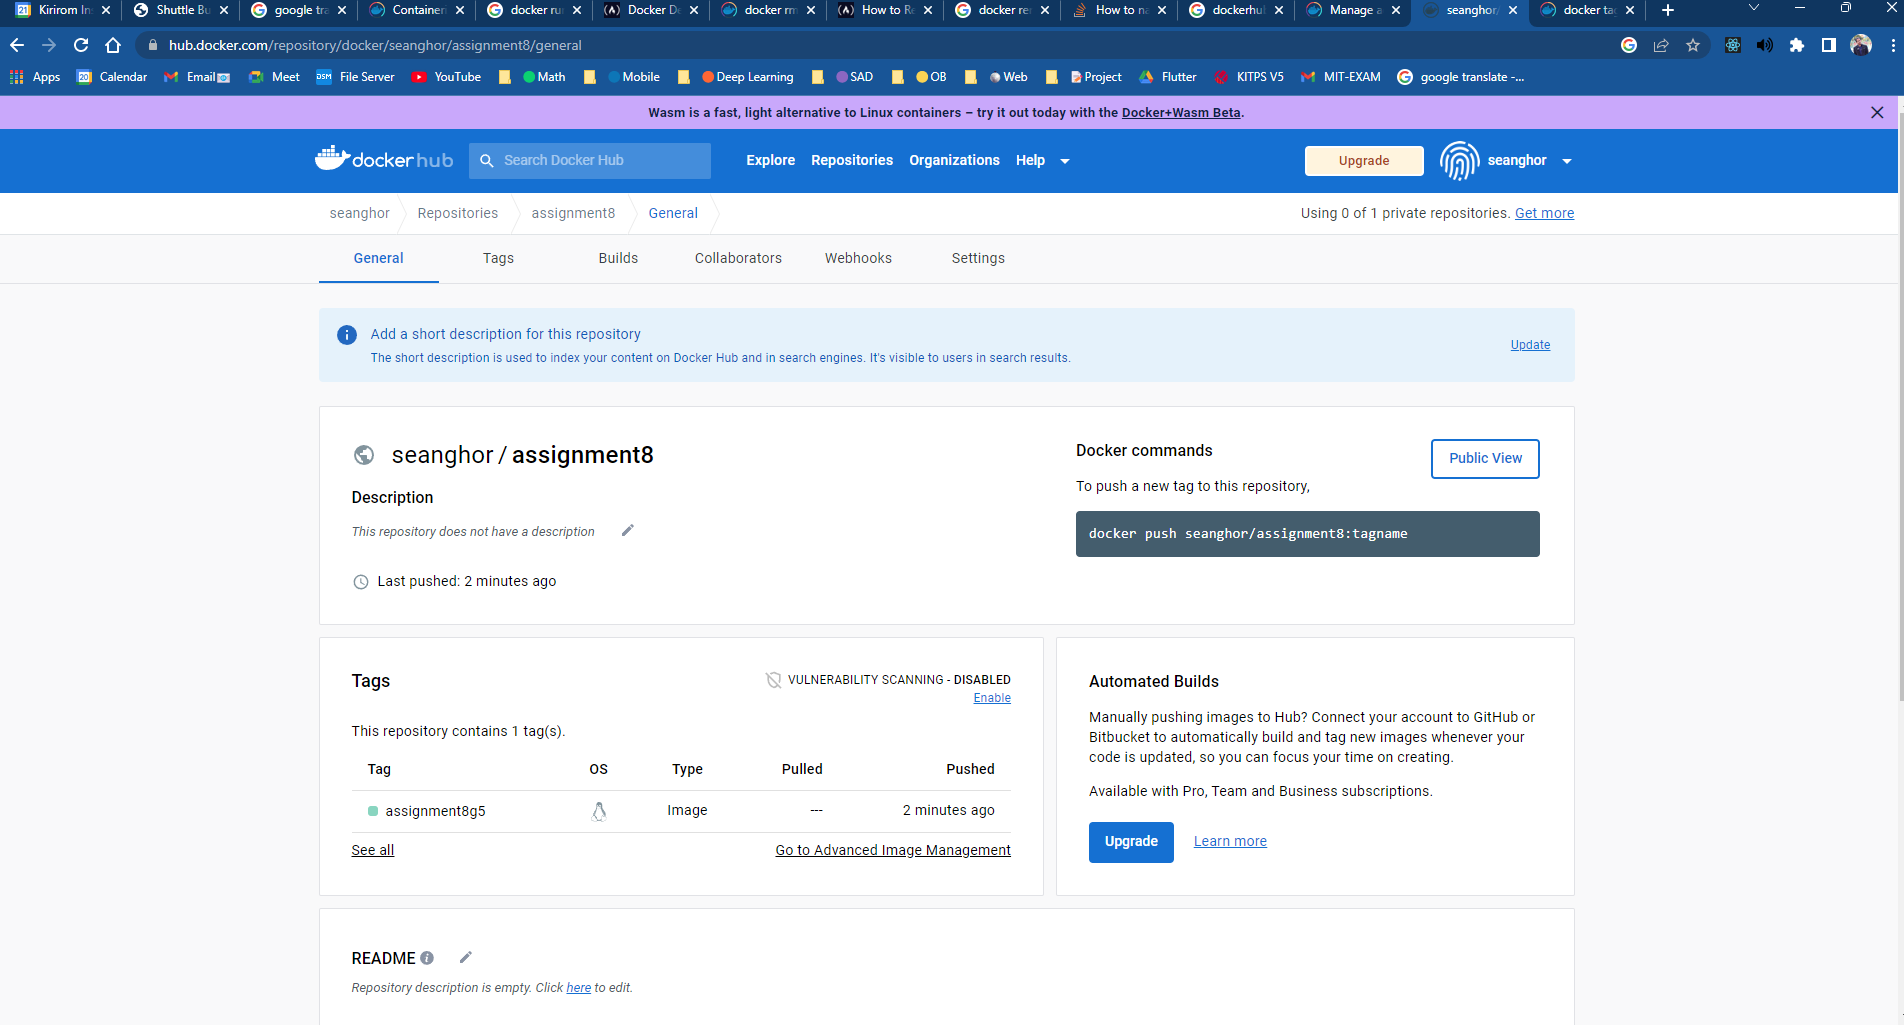 Kirirom In
Shuttle Bu
google tra
Containeri
docker run
Docker De
docker rm
How to Re
docker re
How to na
dockerhu
Manage a
seanghor/
docker tag
hub.docker.com/repository/docker/seanghor/assignment8/general
Apps
Calendar
Email
Meet
File Server
YouTube
Math
Mobile
Deep Learning
SAD
OB
Web
Project
Flutter
KITPS V5
MIT-EXAM
google translate -...
Wasm is a fast, light alternative to Linux containers – try it out today with the Docker+Wasm Beta.
dockerhub
Search Docker Hub
Explore
Repositories
Organizations
Help
Upgrade
seanghor
seanghor
Repositories
assignment8
General
Using 0 of 1 private repositories. Get more
General
Tags
Builds
Collaborators
Webhooks
Settings
Add a short description for this repository
The short description is used to index your content on Docker Hub and in search engines. It's visible to users in search results.
Update
seanghor / assignment8
Description
This repository does not have a description
Last pushed: 2 minutes ago
Docker commands
Public View
To push a new tag to this repository,
docker push seanghor/assignment8:tagname
Tags
VULNERABILITY SCANNING - DISABLED
Enable
This repository contains 1 tag(s).
Tag OS Type Pulled Pushed
assignment8g5 Image --- 2 minutes ago
See all
Go to Advanced Image Management
Automated Builds
Manually pushing images to Hub? Connect your account to GitHub or
Bitbucket to automatically build and tag new images whenever your
code is updated, so you can focus your time on creating.
Available with Pro, Team and Business subscriptions.
Upgrade
Learn more
README
Repository description is empty. Click here to edit.